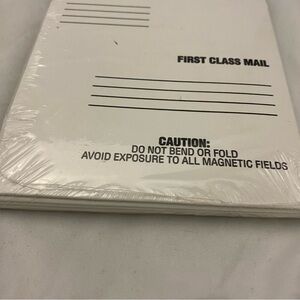 FIRST CLASS MAIL
CAUTION:
DO NOT BEND OR FOLD
AVOID EXPOSURE TO ALL MAGNETIC FIELDS